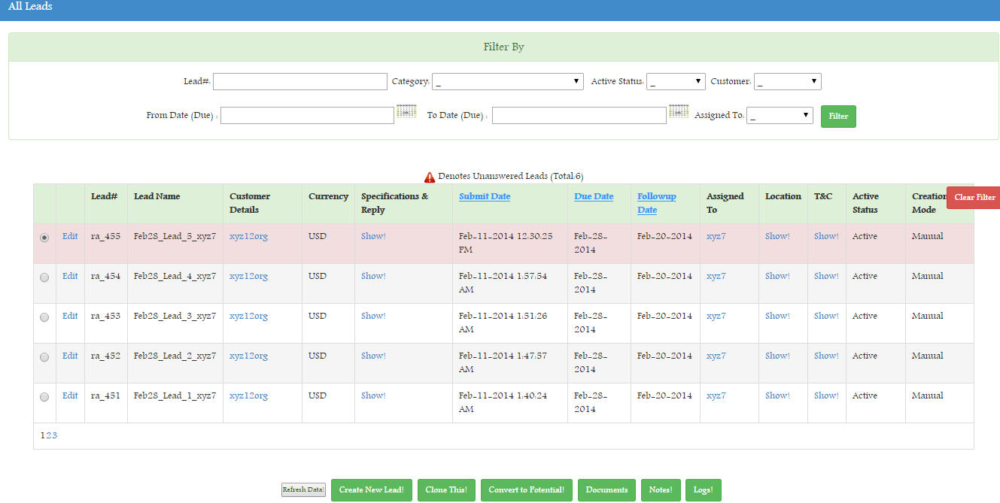 All Leads
Filter By
Lead#: Category: _ Active Status: _ Customer: _
From Date (Due) : To Date (Due) : Assigned To: _ Filter
Denotes Unanswered Leads (Total:6)
Lead# Lead Name Customer Details Currency Specifications & Reply Submit Date Due Date Followup Date Assigned To Location T&C Active Status Creation Mode Clear Filter
Edit ra_455 Feb28_Lead_5_xyz7 xyz12org USD Show! Feb-11-2014 12:30:25 PM Feb-28-2014 Feb-20-2014 xyz7 Show! Show! Active Manual
Edit ra_454 Feb28_Lead_4_xyz7 xyz12org USD Show! Feb-11-2014 1:57:54 AM Feb-28-2014 Feb-20-2014 xyz7 Show! Show! Active Manual
Edit ra_453 Feb28_Lead_3_xyz7 xyz12org USD Show! Feb-11-2014 1:51:26 AM Feb-28-2014 Feb-20-2014 xyz7 Show! Show! Active Manual
Edit ra_452 Feb28_Lead_2_xyz7 xyz12org USD Show! Feb-11-2014 1:47:57 AM Feb-28-2014 Feb-20-2014 xyz7 Show! Show! Active Manual
Edit ra_451 Feb28_Lead_1_xyz7 xyz12org USD Show! Feb-11-2014 1:40:24 AM Feb-28-2014 Feb-20-2014 xyz7 Show! Show! Active Manual
1 2 3
Refresh Data! Create New Lead! Clone This! Convert to Potential! Documents Notes! Logs!